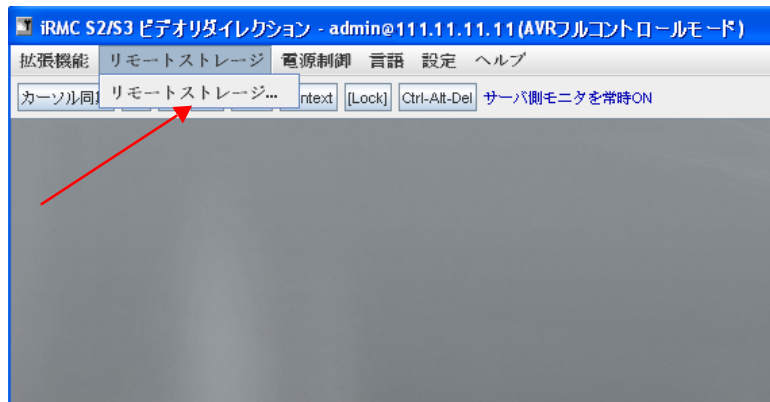 iRMC S2/S3 ビデオリダイレクション - admin@111.11.11.11(AVRフルコントロールモード)
拡張機能 リモートストレージ 電源制御 言語 設定 ヘルプ
カーソル同 リモートストレージ... ntext [Lock] Ctrl-Alt-Del サーバ側モニタを常時ON